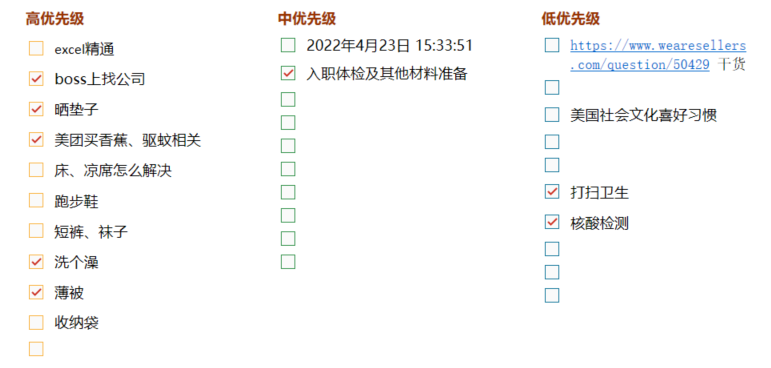 高优先级
excel精通
boss上找公司
晒垫子
美团买香蕉、驱蚊相关
床、凉席怎么解决
跑步鞋
短裤、袜子
洗个澡
薄被
收纳袋
中优先级
2022年4月23日 15:33:51
入职体检及其他材料准备
低优先级
https://www.wearesellers
.com/question/50429 干货
美国社会文化喜好习惯
打扫卫生
核酸检测